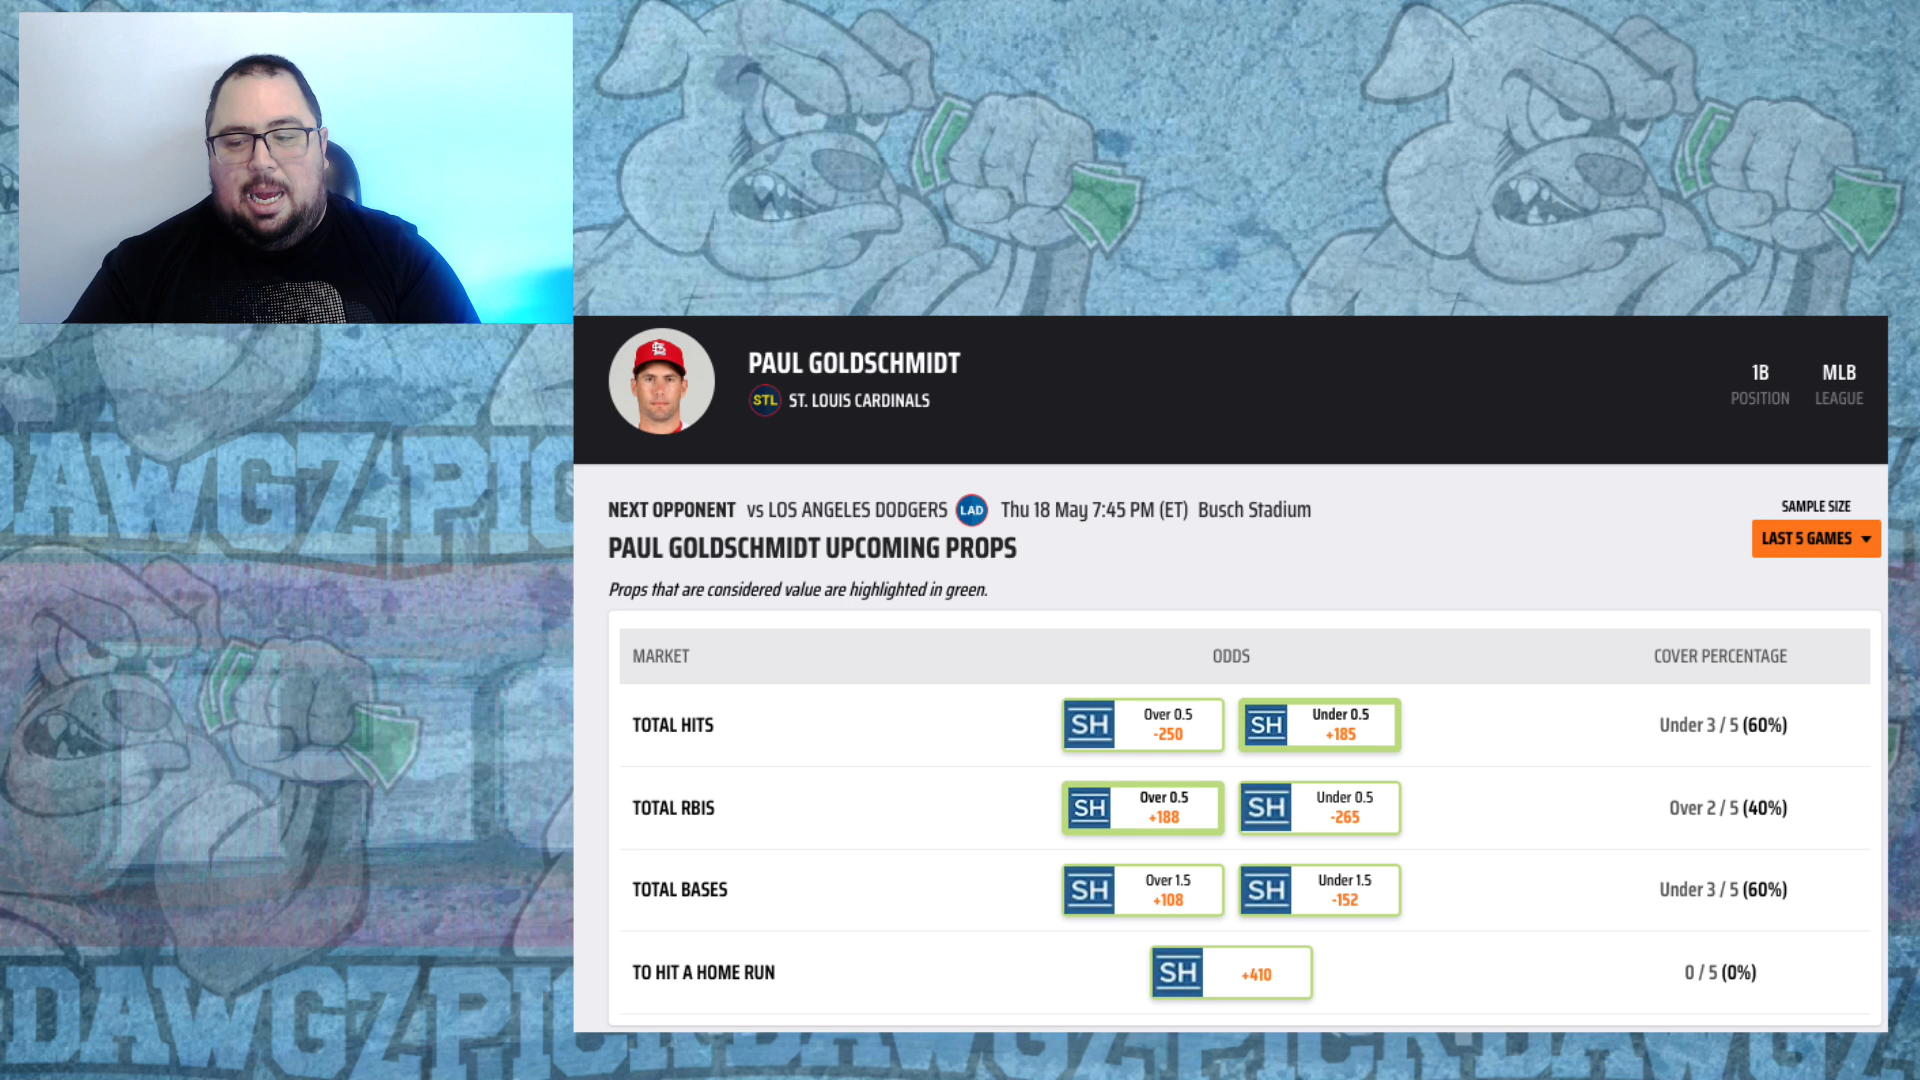 PAUL GOLDSCHMIDT
STL ST. LOUIS CARDINALS
1B MLB
POSITION LEAGUE
NEXT OPPONENT vs LOS ANGELES DODGERS LAD Thu 18 May 7:45 PM (ET) Busch Stadium
SAMPLE SIZE
LAST 5 GAMES
PAUL GOLDSCHMIDT UPCOMING PROPS
Props that are considered value are highlighted in green.
MARKET ODDS COVER PERCENTAGE
TOTAL HITS SH Over 0.5 -250 SH Under 0.5 +185 Under 3 / 5 (60%)
TOTAL RBIS SH Over 0.5 +188 SH Under 0.5 -265 Over 2 / 5 (40%)
TOTAL BASES SH Over 1.5 +108 SH Under 1.5 -152 Under 3 / 5 (60%)
TO HIT A HOME RUN SH +410 0 / 5 (0%)